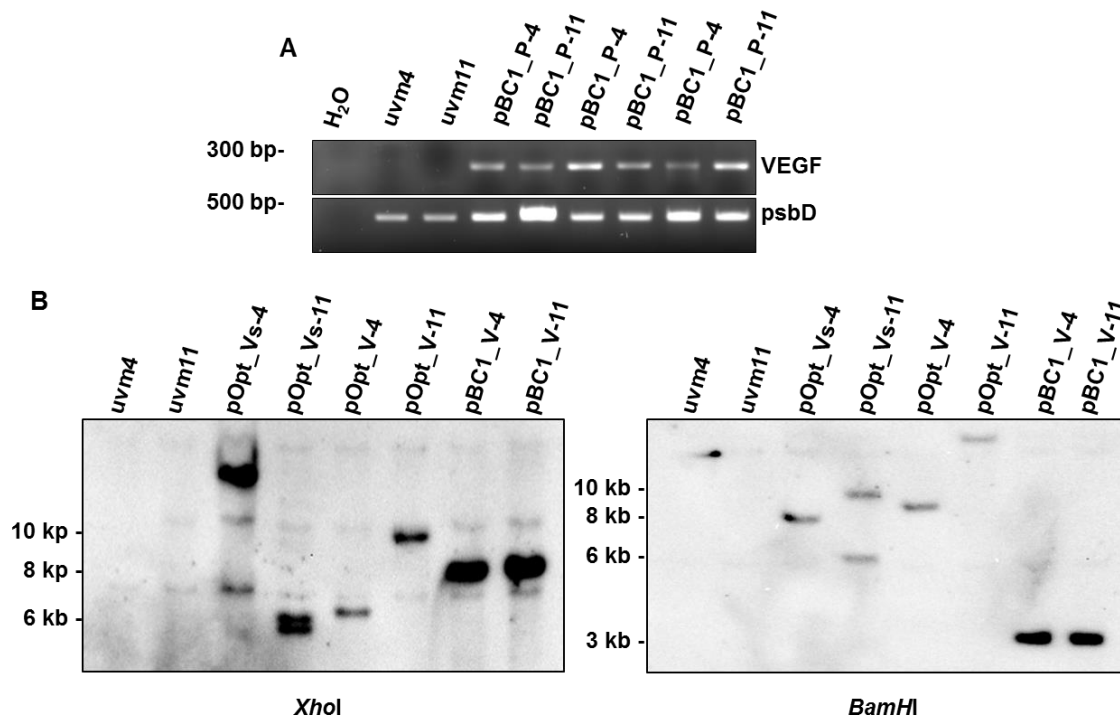 A
H₂O
uvm4
uvm11
pBC1_P-4
pBC1_P-11
pBC1_P-4
pBC1_P-11
pBC1_P-4
pBC1_P-11
300 bp-
VEGF
500 bp-
psbD
B
uvm4
uvm11
pOpt_Vs-4
pOpt_Vs-11
pOpt_V-4
pOpt_V-11
pBC1_V-4
pBC1_V-11
10 kp -
8 kp -
6 kb -
XhoI
uvm4
uvm11
pOpt_Vs-4
pOpt_Vs-11
pOpt_V-4
pOpt_V-11
pBC1_V-4
pBC1_V-11
10 kb -
8 kb -
6 kb -
3 kb -
BamHI